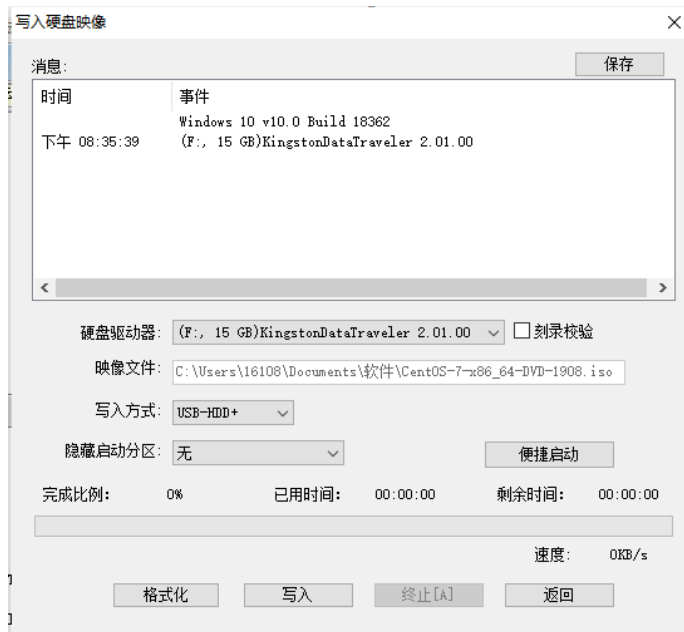 写入硬盘映像
消息:
保存
时间 事件
Windows 10 v10.0 Build 18362
下午 08:35:39 (F:, 15 GB)KingstonDataTraveler 2.01.00
硬盘驱动器: (F:, 15 GB)KingstonDataTraveler 2.01.00 刻录校验
映像文件: C:\Users\16108\Documents\软件\CentOS-7-x86_64-DVD-1908.iso
写入方式: USB-HDD+
隐藏启动分区: 无 便捷启动
完成比例: 0% 已用时间: 00:00:00 剩余时间: 00:00:00
速度: 0KB/s
格式化 写入 终止[A] 返回